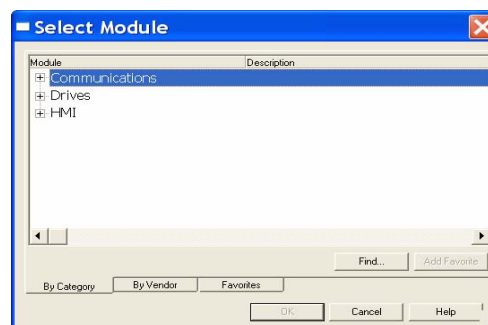 Select Module
Module Description
Communications
Drives
HMI
Find... Add Favorite
By Category By Vendor Favorites
OK Cancel Help